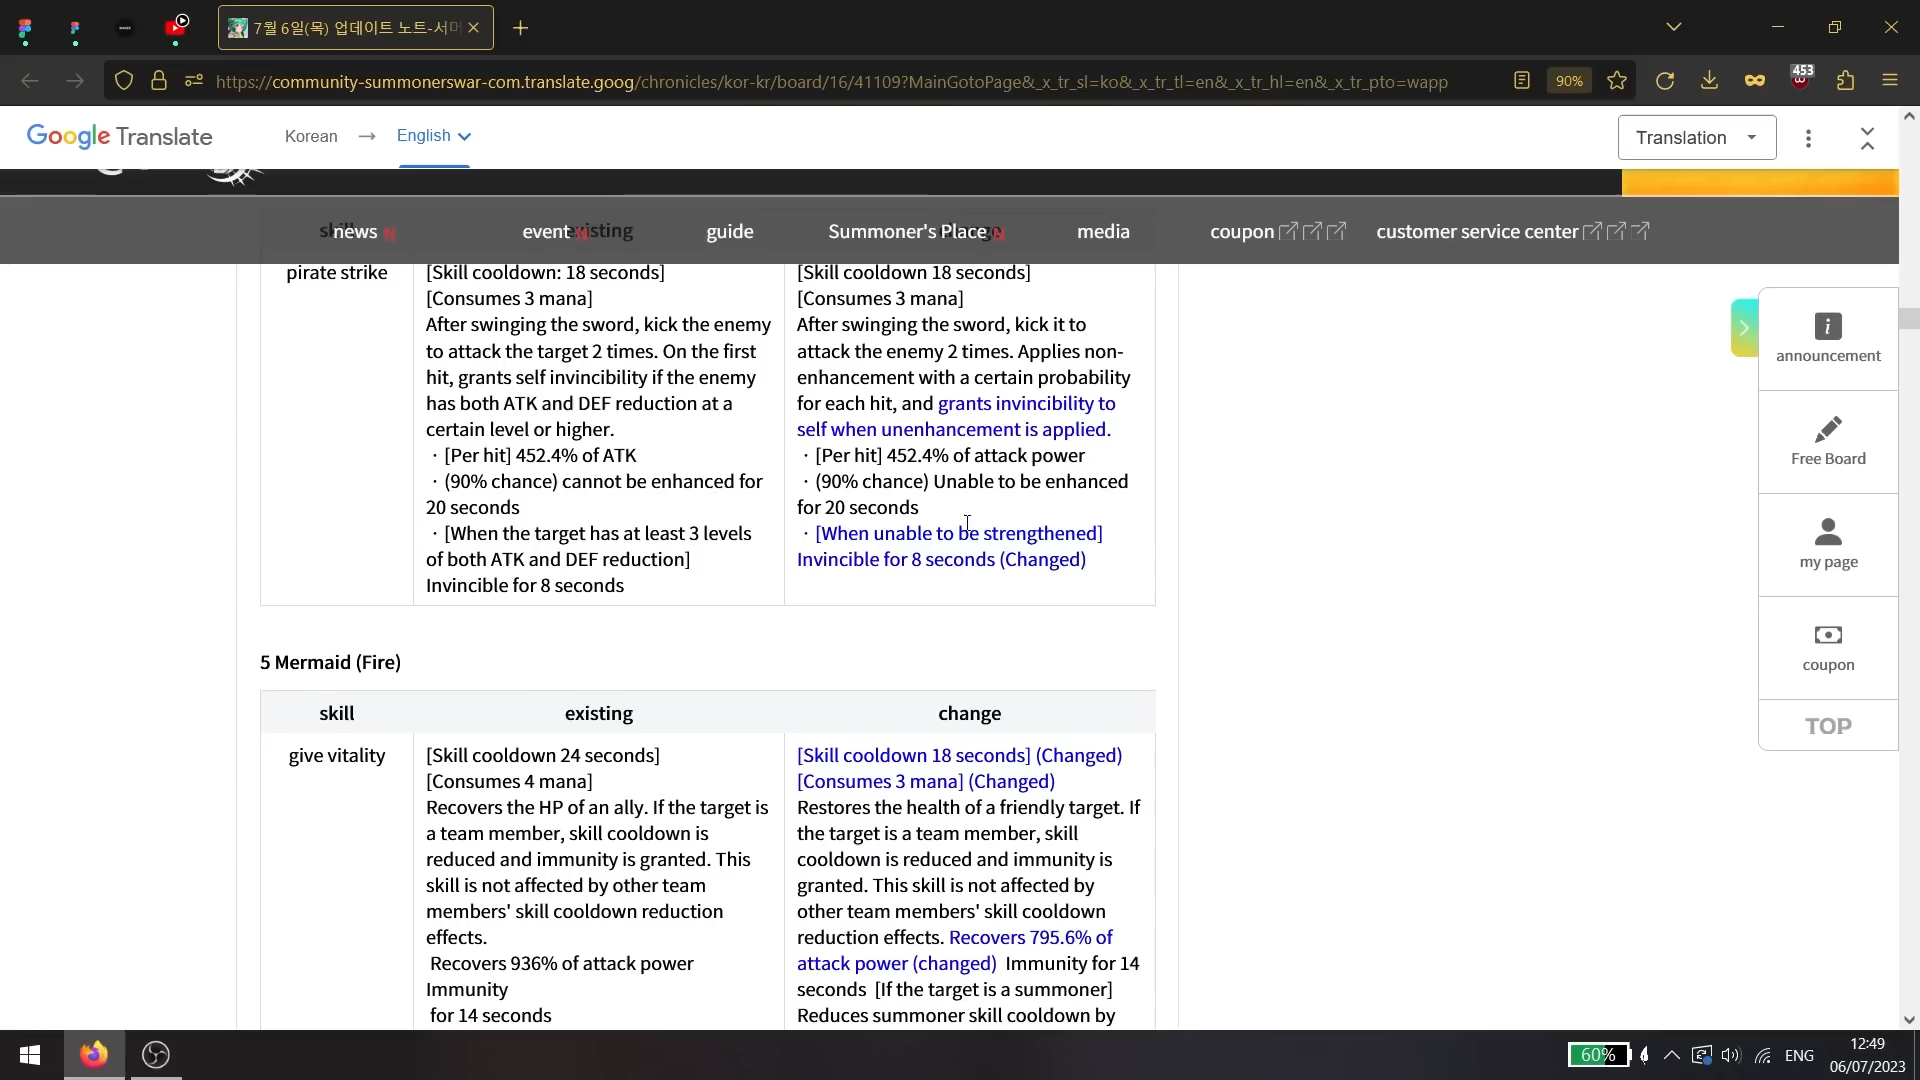 7월 6일(목) 업데이트 노트-서머
https://community-summonerswar-com.translate.goog/chronicles/kor-kr/board/16/41109?MainGotoPage&_x_tr_sl=ko&_x_tr_tl=en&_x_tr_hl=en&_x_tr_pto=wapp
90%
453
Google Translate
Korean → English
Translation
news N
event N
guide
Summoner's Place N
media
coupon
customer service center
skill existing change
pirate strike
[Skill cooldown: 18 seconds]
[Consumes 3 mana]
After swinging the sword, kick the enemy
to attack the target 2 times. On the first
hit, grants self invincibility if the enemy
has both ATK and DEF reduction at a
certain level or higher.
· [Per hit] 452.4% of ATK
· (90% chance) cannot be enhanced for
20 seconds
· [When the target has at least 3 levels
of both ATK and DEF reduction]
Invincible for 8 seconds
[Skill cooldown 18 seconds]
[Consumes 3 mana]
After swinging the sword, kick it to
attack the enemy 2 times. Applies non-
enhancement with a certain probability
for each hit, and grants invincibility to
self when unenhancement is applied.
· [Per hit] 452.4% of attack power
· (90% chance) Unable to be enhanced
for 20 seconds
· [When unable to be strengthened]
Invincible for 8 seconds (Changed)
5 Mermaid (Fire)
skill existing change
give vitality
[Skill cooldown 24 seconds]
[Consumes 4 mana]
Recovers the HP of an ally. If the target is
a team member, skill cooldown is
reduced and immunity is granted. This
skill is not affected by other team
members' skill cooldown reduction
effects.
Recovers 936% of attack power
Immunity
for 14 seconds
[Skill cooldown 18 seconds] (Changed)
[Consumes 3 mana] (Changed)
Restores the health of a friendly target. If
the target is a team member, skill
cooldown is reduced and immunity is
granted. This skill is not affected by
other team members' skill cooldown
reduction effects. Recovers 795.6% of
attack power (changed) Immunity for 14
seconds [If the target is a summoner]
Reduces summoner skill cooldown by
announcement
Free Board
my page
coupon
TOP
60%
ENG
12:49
06/07/2023